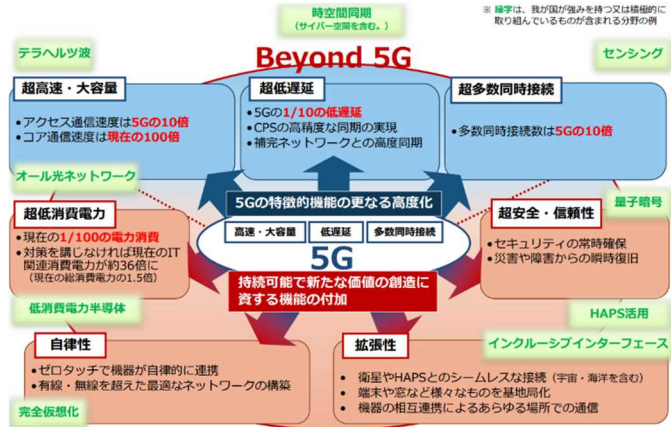 時空間同期
(サイバー空間を含む。)
※ 緑字は、我が国が強みを持つ又は積極的に
取り組んでいるものが含まれる分野の例
テラヘルツ波
Beyond 5G
センシング
超高速・大容量
• アクセス通信速度は5Gの10倍
• コア通信速度は現在の100倍
超低遅延
• 5Gの1/10の低遅延
• CPSの高精度な同期の実現
• 補完ネットワークとの高度同期
超多数同時接続
• 多数同時接続数は5Gの10倍
オール光ネットワーク
5Gの特徴的機能の更なる高度化
量子暗号
超低消費電力
• 現在の1/100の電力消費
• 対策を講じなければ現在のIT
関連消費電力が約36倍に
(現在の総消費電力の1.5倍)
高速・大容量
低遅延
多数同時接続
5G
超安全・信頼性
• セキュリティの常時確保
• 災害や障害からの瞬時復旧
持続可能で新たな価値の創造に
資する機能の付加
低消費電力半導体
HAPS活用
自律性
• ゼロタッチで機器が自律的に連携
• 有線・無線を超えた最適なネットワークの構築
拡張性
インクルーシブインターフェース
• 衛星やHAPSとのシームレスな接続(宇宙・海洋を含む)
• 端末や窓など様々なものを基地局化
• 機器の相互連携によるあらゆる場所での通信
完全仮想化